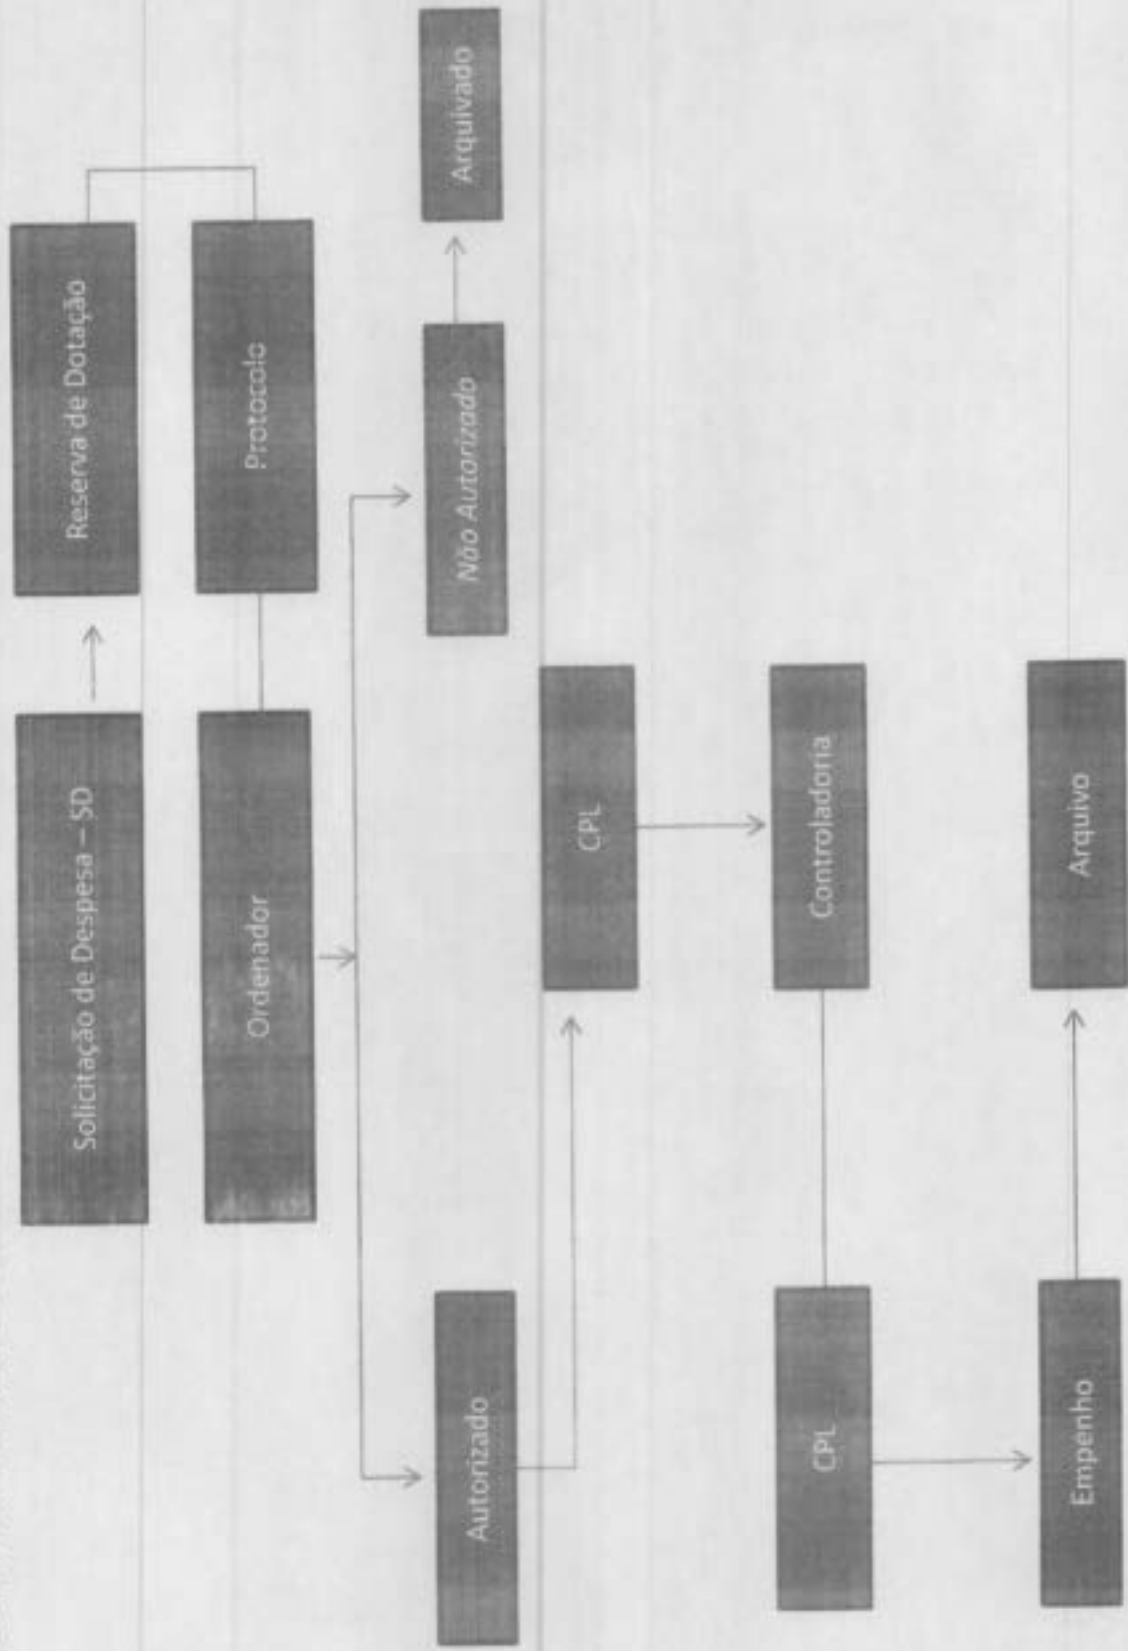 Solicitação de Despesa – SD
Reserva de Dotação
Ordenador
Protocolo
Autorizado
Não Autorizado
Arquivado
CPL
CPL
Controladoria
Empenho
Arquivo